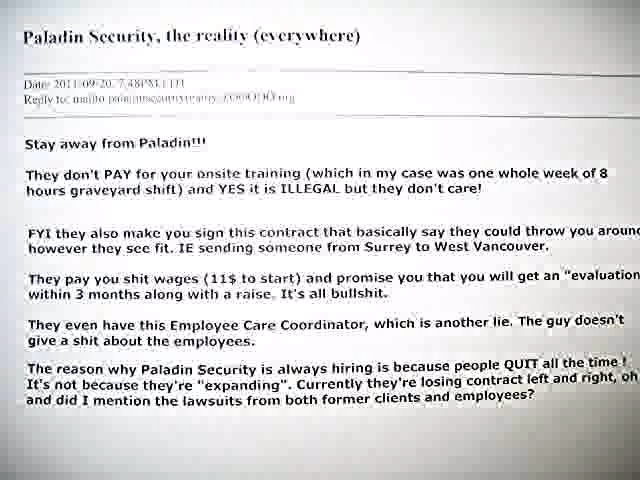 Paladin Security, the reality (everywhere)
Date: 2011-09-20, 7:48PM
Reply to:
Stay away from Paladin!!!
They don't PAY for your onsite training (which in my case was one whole week of 8
hours graveyard shift) and YES it is ILLEGAL but they don't care!
FYI they also make you sign this contract that basically say they could throw you around
however they see fit. IE sending someone from Surrey to West Vancouver.
They pay you shit wages (11$ to start) and promise you that you will get an "evaluation
within 3 months along with a raise. It's all bullshit.
They even have this Employee Care Coordinator, which is another lie. The guy doesn't
give a shit about the employees.
The reason why Paladin Security is always hiring is because people QUIT all the time !
It's not because they're "expanding". Currently they're losing contract left and right, oh
and did I mention the lawsuits from both former clients and employees?